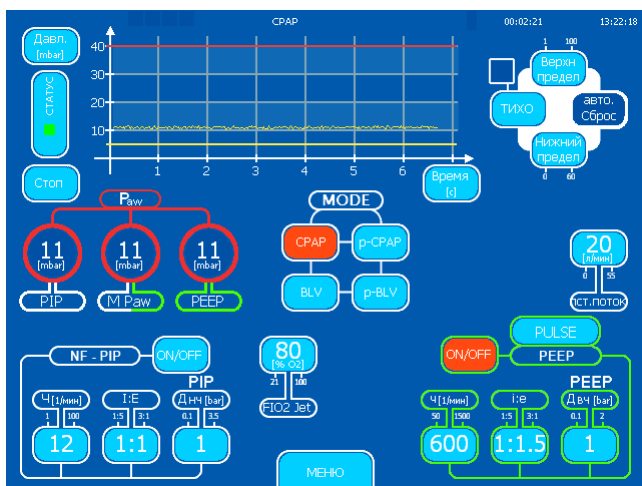 CPAP
00:02:21
13:22:18
Давл.
[mbar]
СТАТУС
Стоп
40
30
20
10
1 2 3 4 5 6
Время
[c]
1 100
Верхн
предел
ТИХО
авто.
Сброс
Нижний
предел
0 60
Paw
11
[mbar]
PIP
11
[mbar]
M Paw
11
[mbar]
PEEP
MODE
CPAP
p-CPAP
BLV
p-BLV
20
[л/мин]
0 55
NF - PIP
ON/OFF
80
[% O2]
21 100
FIO2 Jet
PULSE
ON/OFF
PEEP
PIP
Ч[1/мин]
1 100
12
I:E
1:5 3:1
1:1
Д НЧ [bar]
0.1 3.5
1
PEEP
Ч[1/мин]
50 1500
600
i:e
1:5 3:1
1:1.5
Д ВЧ [bar]
0.1 2
1
МЕНЮ